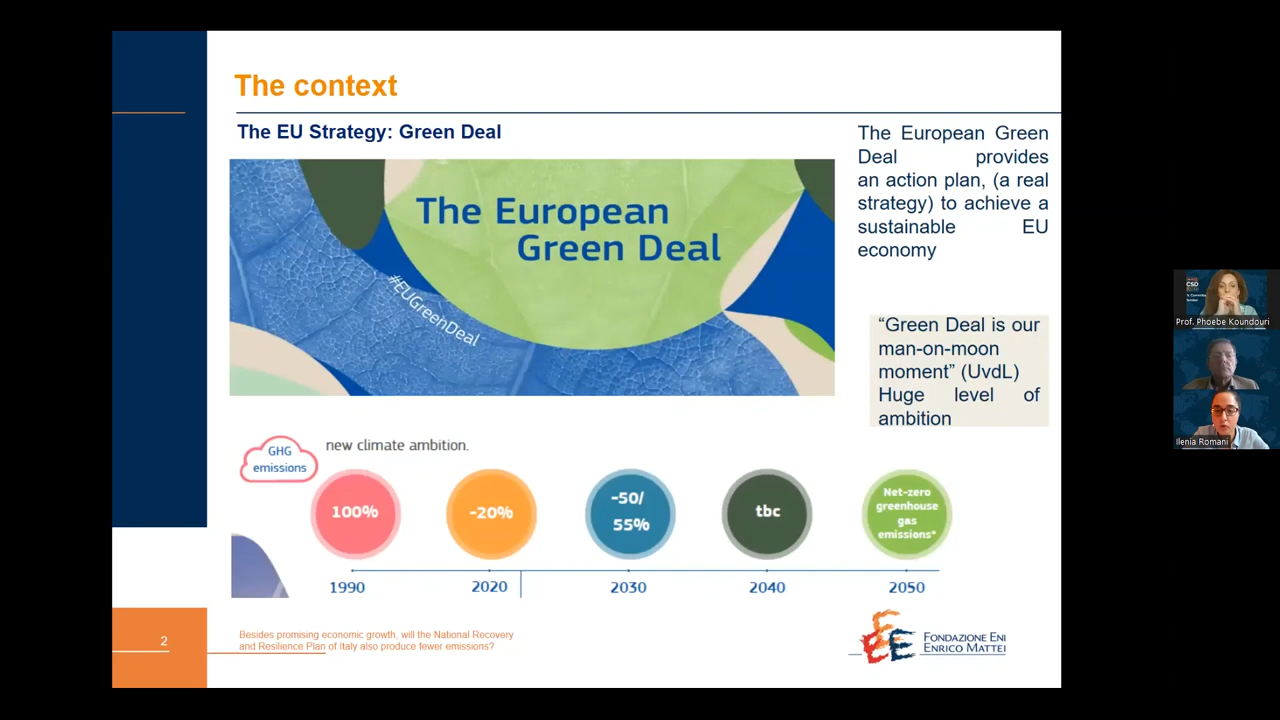 The context
The EU Strategy: Green Deal
The European
Green Deal
#EUGreenDeal
The European Green
Deal provides
an action plan, (a real
strategy) to achieve a
sustainable EU
economy
“Green Deal is our
man-on-moon
moment” (UvdL)
Huge level of
ambition
GHG
emissions
new climate ambition.
100%
-20%
-50/
55%
tbc
Net-zero
greenhouse
gas
emissions*
1990
2020
2030
2040
2050
2
Besides promising economic growth, will the National Recovery
and Resilience Plan of Italy also produce fewer emissions?
FONDAZIONE ENI
ENRICO MATTEI
CSD
Prof. Phoebe Koundouri
Ilenia Romani